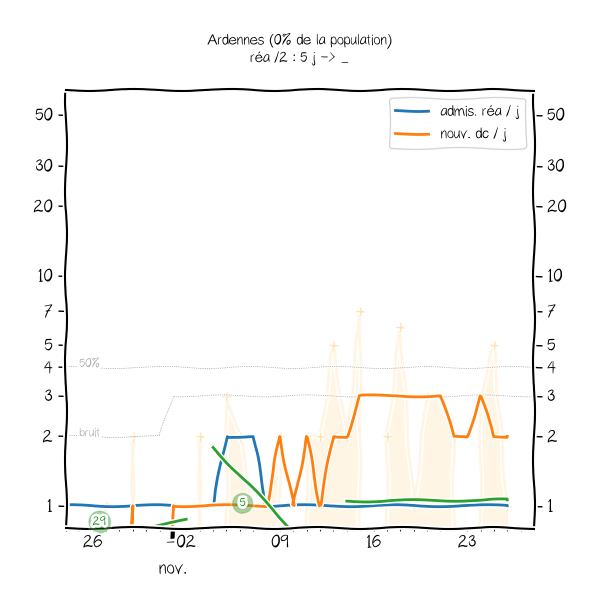 Ardennes (0% de la population)
réa /2 : 5 j -> _
admis. réa / j
nouv. dc / j
50 50
30 30
20 20
10 10
7 7
5 5
4 4
3 3
2 2
1 1
50%
bruit
29
5
26 02 09 16 23
nov.